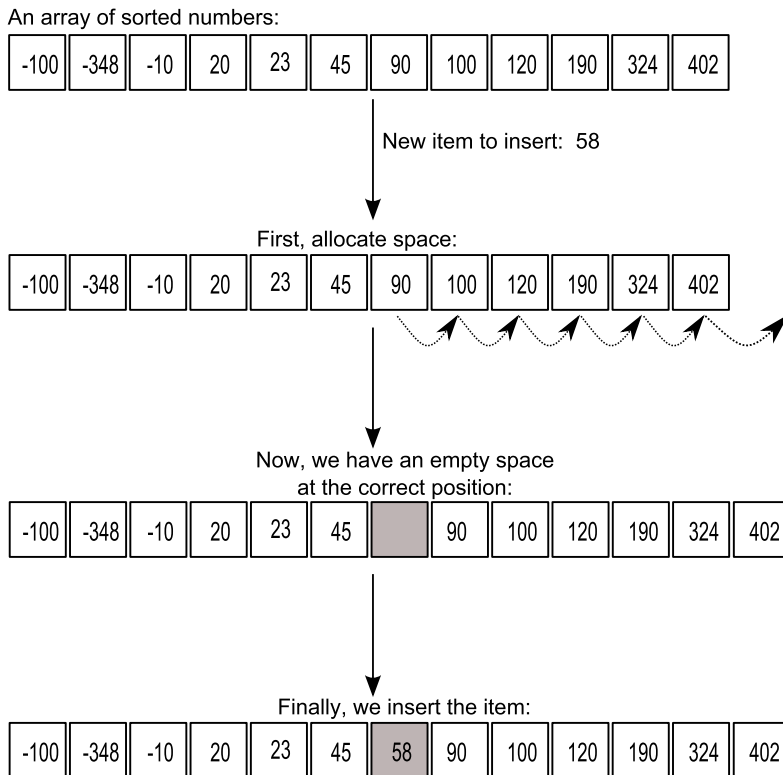 An array of sorted numbers:
-100 -348 -10 20 23 45 90 100 120 190 324 402
New item to insert: 58
First, allocate space:
-100 -348 -10 20 23 45 90 100 120 190 324 402
Now, we have an empty space
at the correct position:
-100 -348 -10 20 23 45 90 100 120 190 324 402
Finally, we insert the item:
-100 -348 -10 20 23 45 58 90 100 120 190 324 402